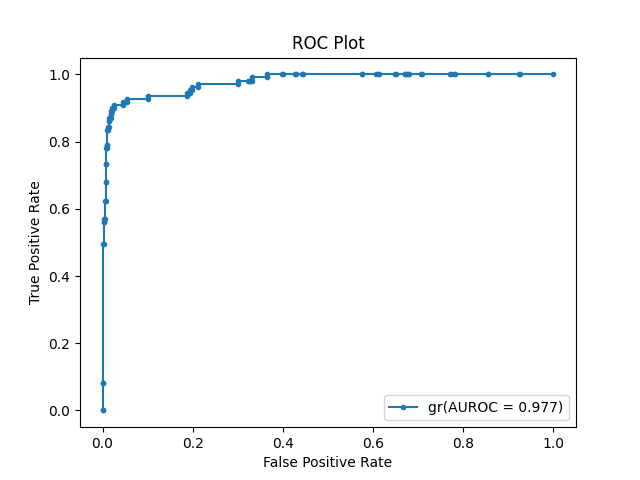 ROC Plot
True Positive Rate
1.0
0.8
0.6
0.4
0.2
0.0
gr(AUROC = 0.977)
0.0 0.2 0.4 0.6 0.8 1.0
False Positive Rate